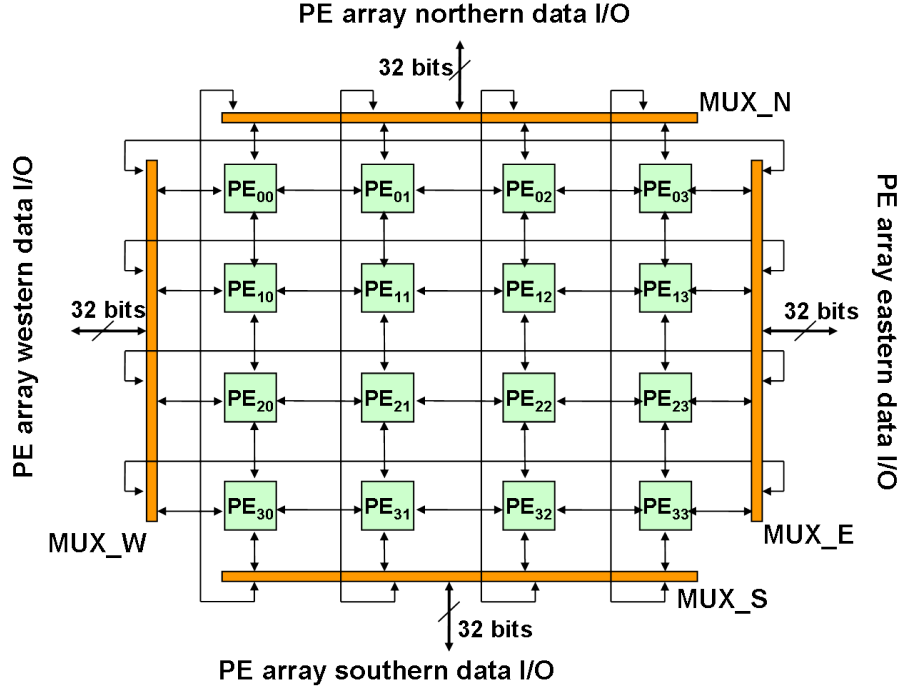 PE array northern data I/O
32 bits
MUX_N
PE00 PE01 PE02 PE03
PE10 PE11 PE12 PE13
PE array western data I/O
32 bits
32 bits
PE array eastern data I/O
PE20 PE21 PE22 PE23
PE30 PE31 PE32 PE33
MUX_W
MUX_E
MUX_S
32 bits
PE array southern data I/O